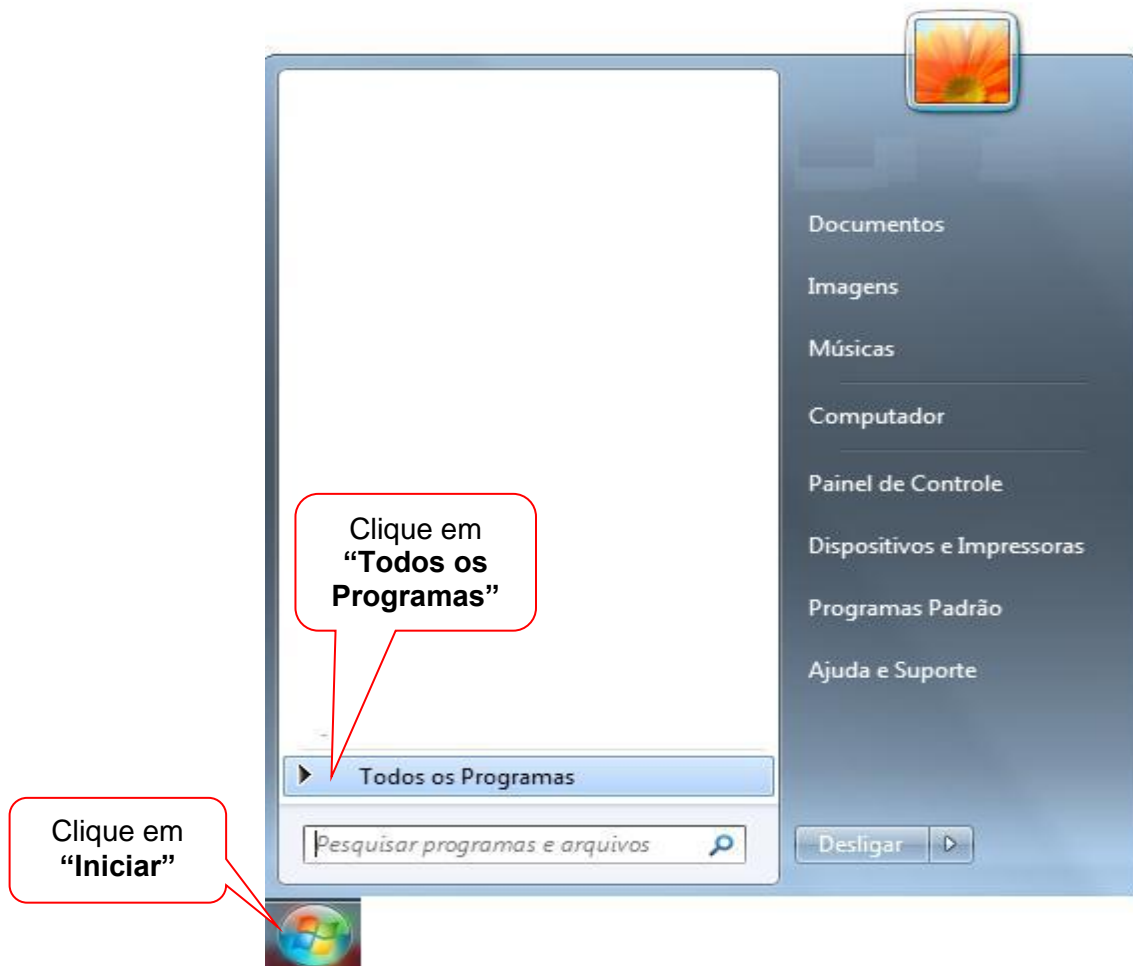 Documentos
Imagens
Músicas
Computador
Painel de Controle
Clique em
“Todos os
Programas”
Dispositivos e Impressoras
Programas Padrão
Ajuda e Suporte
Todos os Programas
Clique em
“Iniciar”
Pesquisar programas e arquivos
Desligar